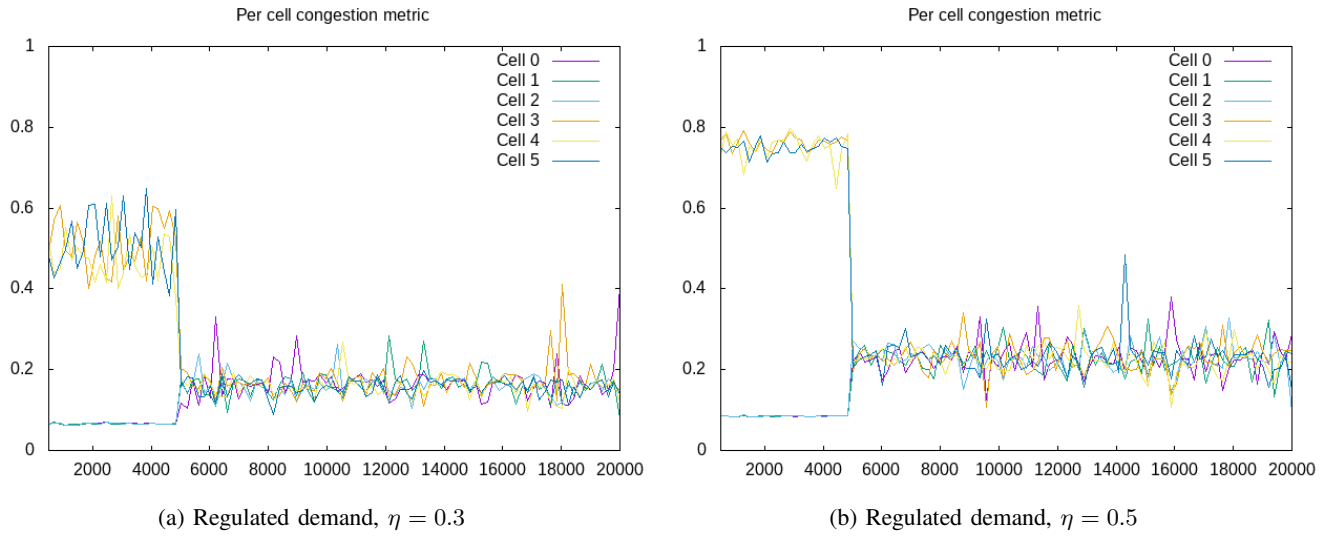 Per cell congestion metric
1
0.8
0.6
0.4
0.2
0
Cell 0
Cell 1
Cell 2
Cell 3
Cell 4
Cell 5
2000 4000 6000 8000 10000 12000 14000 16000 18000 20000
(a) Regulated demand, η = 0.3
Per cell congestion metric
1
0.8
0.6
0.4
0.2
0
Cell 0
Cell 1
Cell 2
Cell 3
Cell 4
Cell 5
2000 4000 6000 8000 10000 12000 14000 16000 18000 20000
(b) Regulated demand, η = 0.5